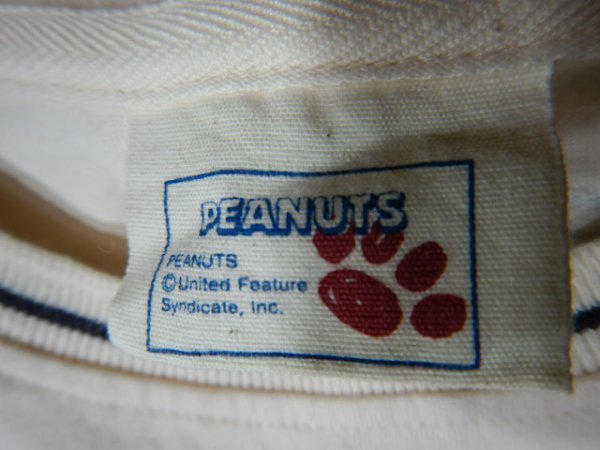 PEANUTS
PEANUTS
©United Feature
Syndicate, Inc.